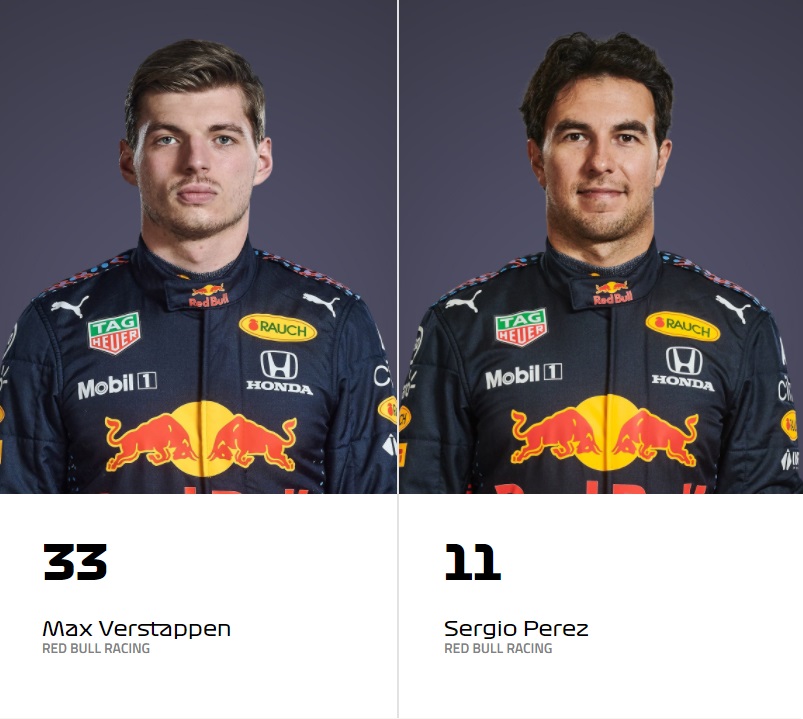 Red Bull
TAG
HEUER
RAUCH
Mobil 1
HONDA
Red Bull
TAG
HEUER
RAUCH
Mobil 1
HONDA
33
Max Verstappen
RED BULL RACING
11
Sergio Perez
RED BULL RACING